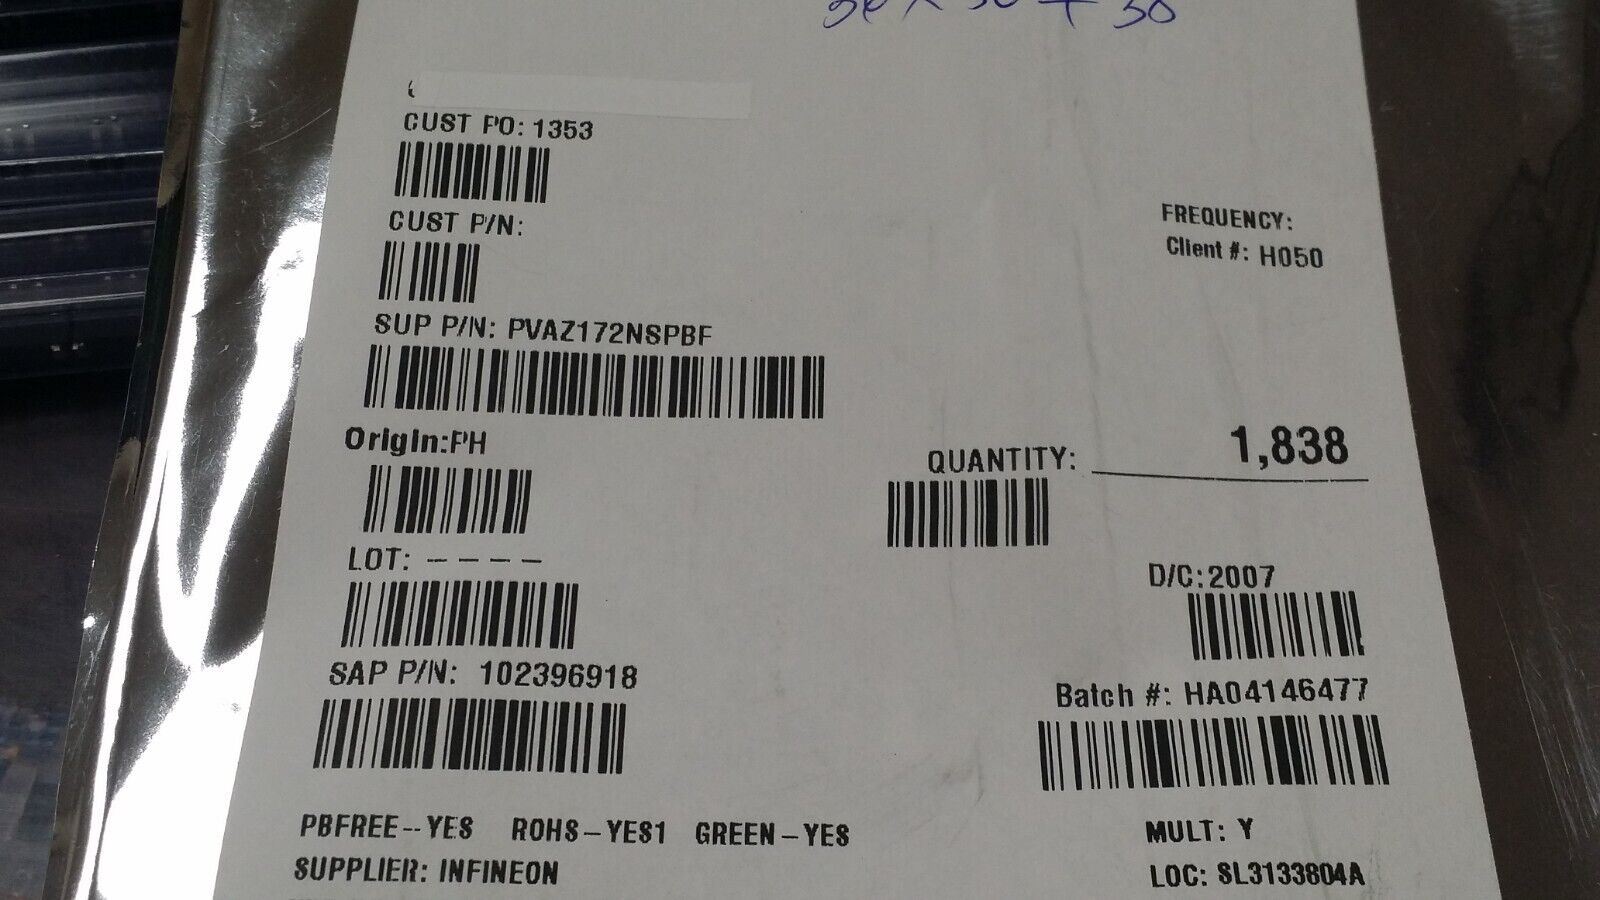 CUST PO: 1353
CUST P/N:
FREQUENCY:
Client #: H050
SUP P/N: PVAZ172NSPBF
Origin:PH
QUANTITY: 1,838
LOT: ----
D/C:2007
SAP P/N: 102396918
Batch #: HA04146477
PBFREE--YES ROHS-YES1 GREEN-YES
MULT: Y
SUPPLIER: INFINEON
LOC: SL3133804A